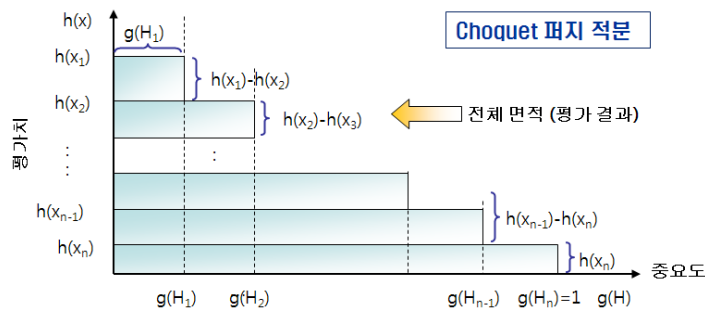 h(x)
g(H₁)
Choquet 퍼지 적분
h(x₁)
h(x₁)-h(x₂)
h(x₂)
h(x₂)-h(x₃)
전체 면적 (평가 결과)
평가치
⋮
:
h(xₙ₋₁)
h(xₙ₋₁)-h(xₙ)
h(xₙ)
h(xₙ)
중요도
g(H₁) g(H₂) g(Hₙ₋₁) g(Hₙ)=1 g(H)